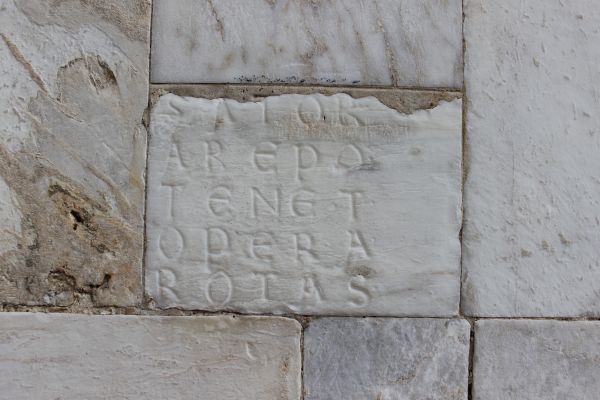 SATOR
AREPO
TENET
OPERA
ROTAS